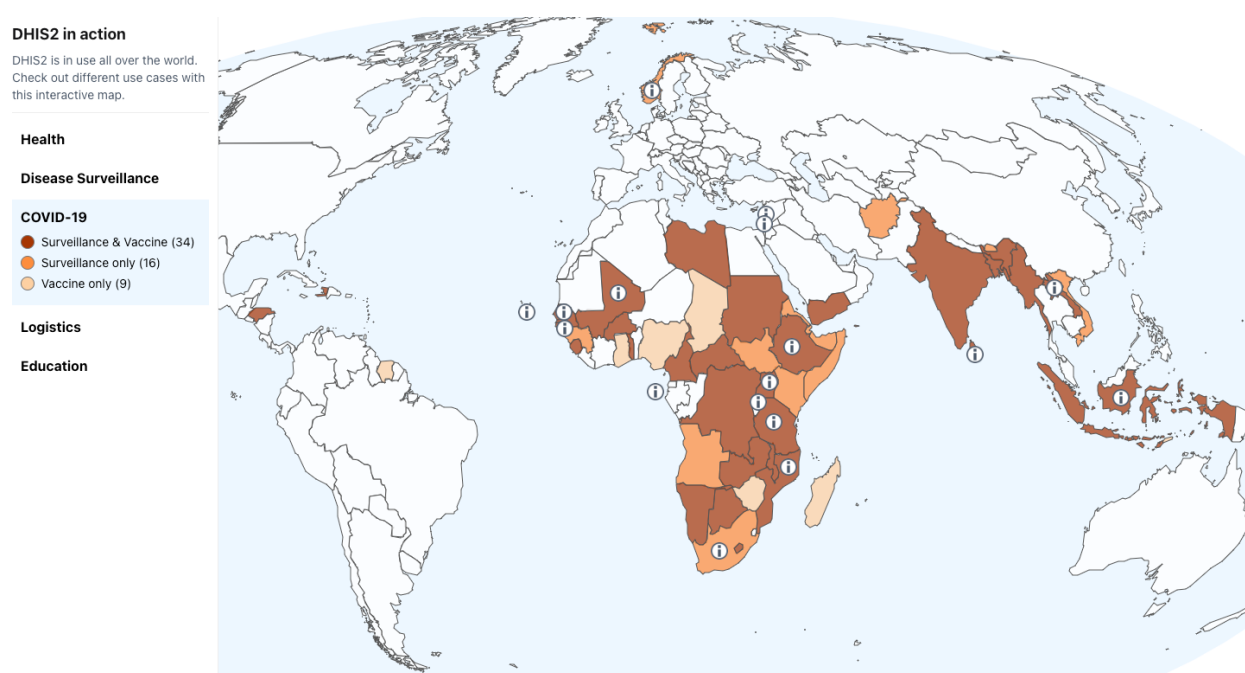 DHIS2 in action
DHIS2 is in use all over the world.
Check out different use cases with
this interactive map.
Health
Disease Surveillance
COVID-19
Surveillance & Vaccine (34)
Surveillance only (16)
Vaccine only (9)
Logistics
Education